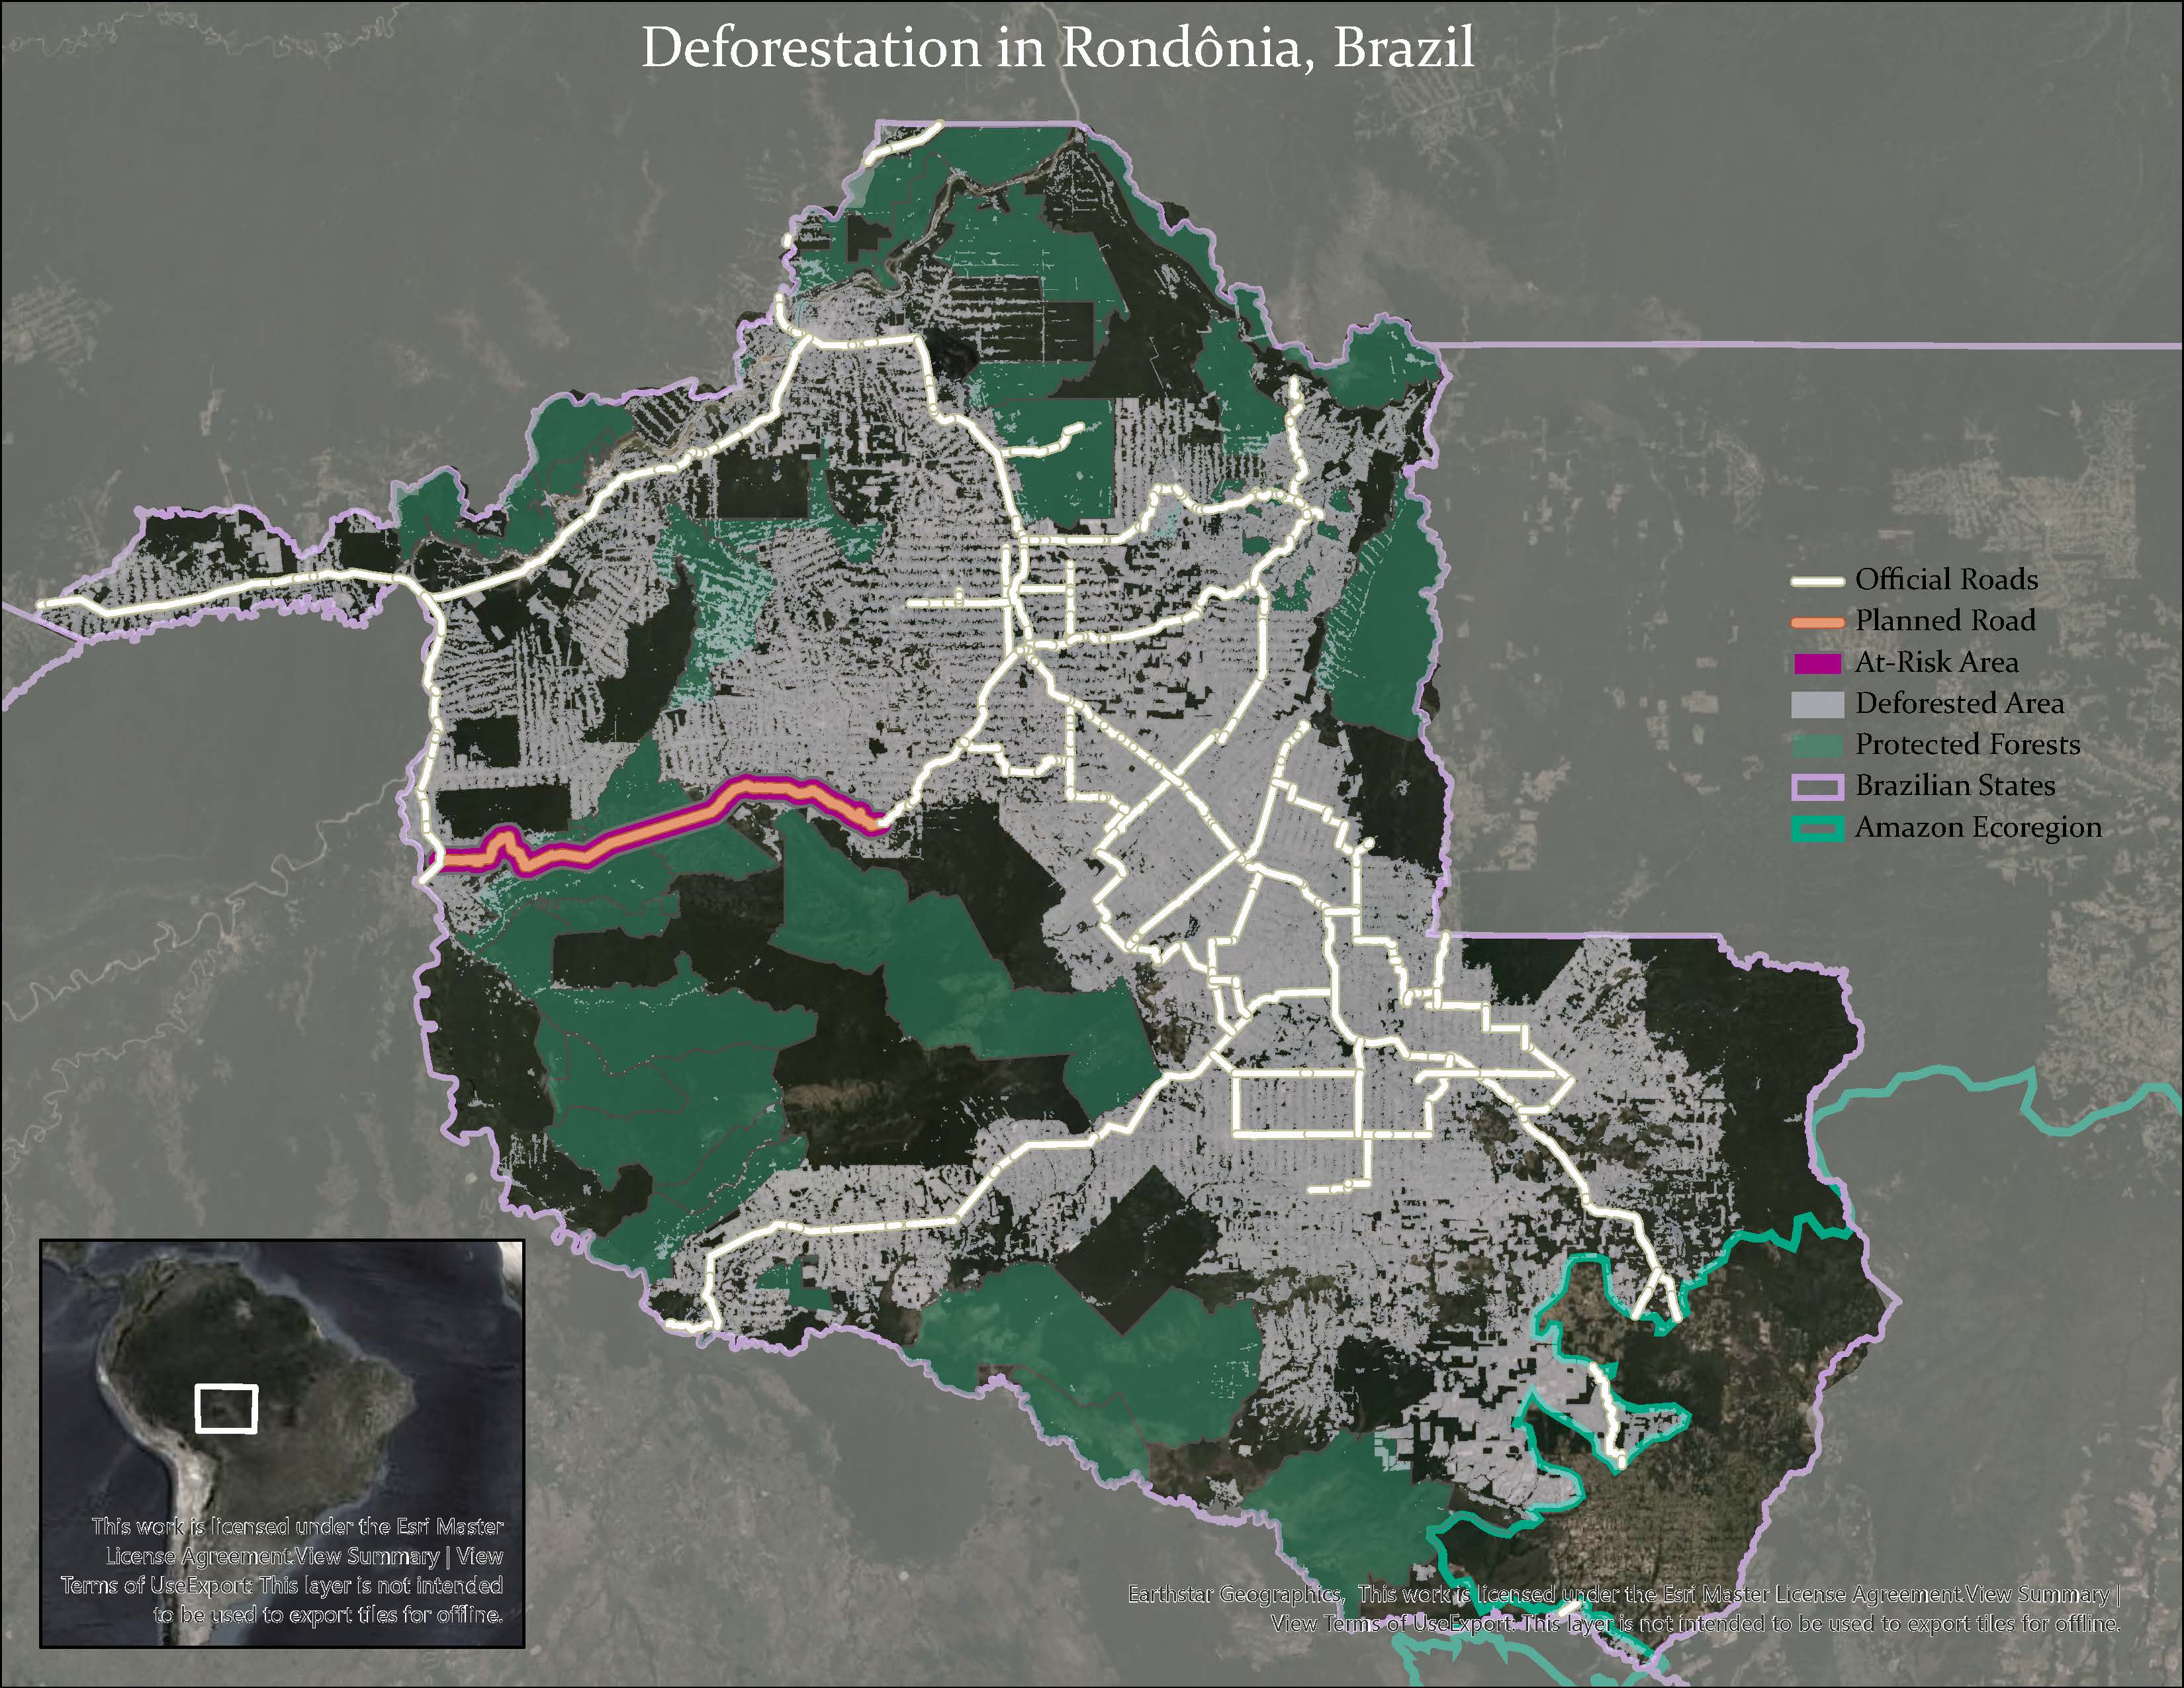 Deforestation in Rondônia, Brazil
Official Roads
Planned Road
At-Risk Area
Deforested Area
Protected Forests
Brazilian States
Amazon Ecoregion
This work is licensed under the Esri Master
License Agreement.View Summary | View
Terms of UseExport: This layer is not intended
to be used to export tiles for offline.
Earthstar Geographics, This work is licensed under the Esri Master License Agreement.View Summary |
View Terms of UseExport: This layer is not intended to be used to export tiles for offline.